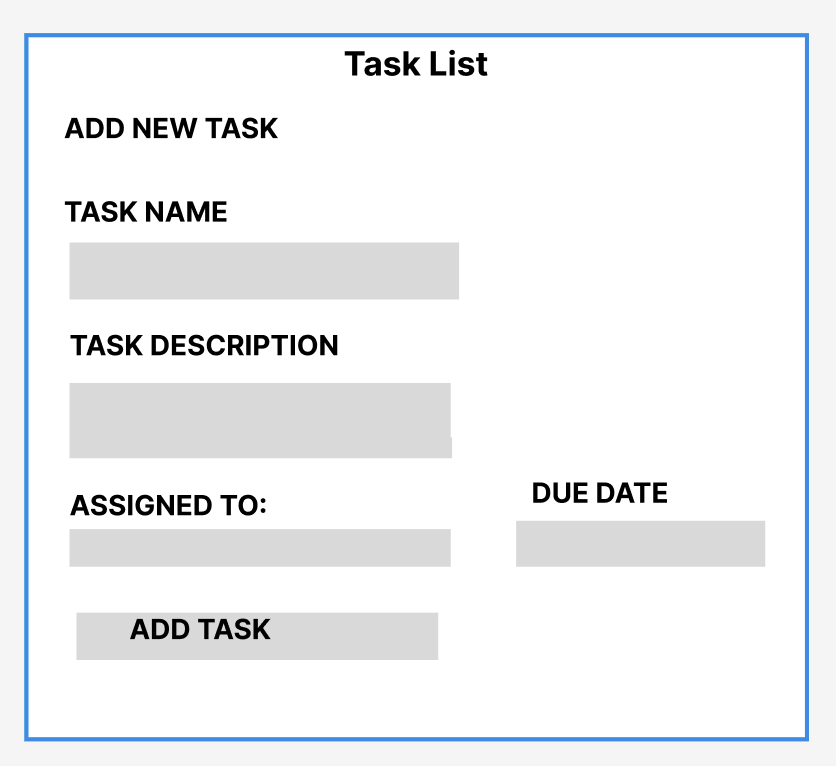 Task List
ADD NEW TASK
TASK NAME
TASK DESCRIPTION
ASSIGNED TO:
DUE DATE
ADD TASK